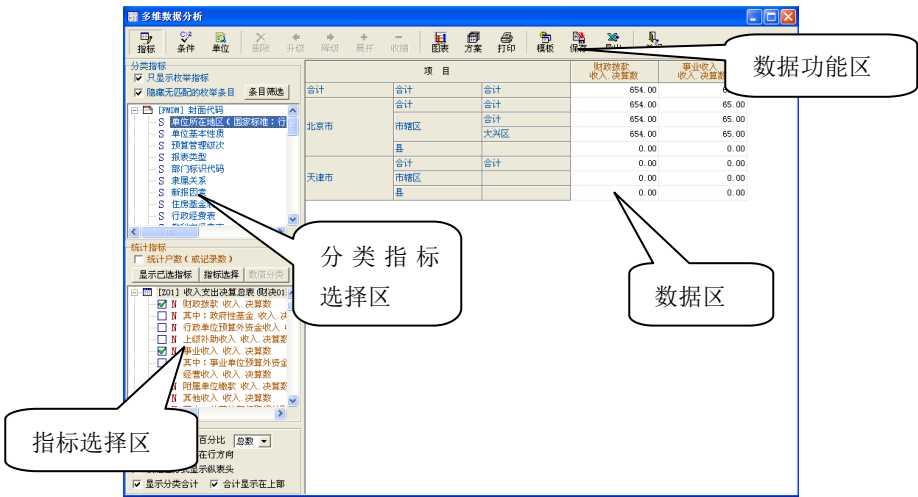 多维数据分析
指标 条件 单位 删除 升级 降级 展开 收缩 图表 方案 打印 模板 保存
数据功能区
分类指标
只显示枚举指标
隐藏无匹配的枚举条目 条目筛选
[FMDM] 封面代码
S 单位所在地区(国家标准:行
S 单位基本性质
S 预算管理级次
S 报表类型
S 部门标识代码
S 隶属关系
S 新报因素
S 住房基金
S 行政经费表
分类指标
选择区
统计指标
统计户数(或记录数)
显示已选指标 指标选择 数值分类
[Z01] 收入支出决算总表(财决01
N 财政拨款 收入.决算数
N 其中:政府性基金 收入.决
N 行政单位预算外资金收入
N 上级补助收入 收入.决算数
N 事业收入 收入.决算数
其中:事业单位预算外资金
经营收入 收入.决算数
N 附属单位缴款 收入.决算数
N 其他收入 收入.决算数
指标选择区
百分比 总数
在行方向
显示纵表头
显示分类合计 合计显示在上部
项 目 财政拨款 事业收入
收入.决算数 收入.决算数
合计 合计 合计 654.00
北京市 合计 合计 654.00 65.00
市辖区 合计 654.00 65.00
大兴区 654.00 65.00
县 0.00 0.00
天津市 合计 合计 0.00 0.00
市辖区 0.00 0.00
县 0.00 0.00
数据区